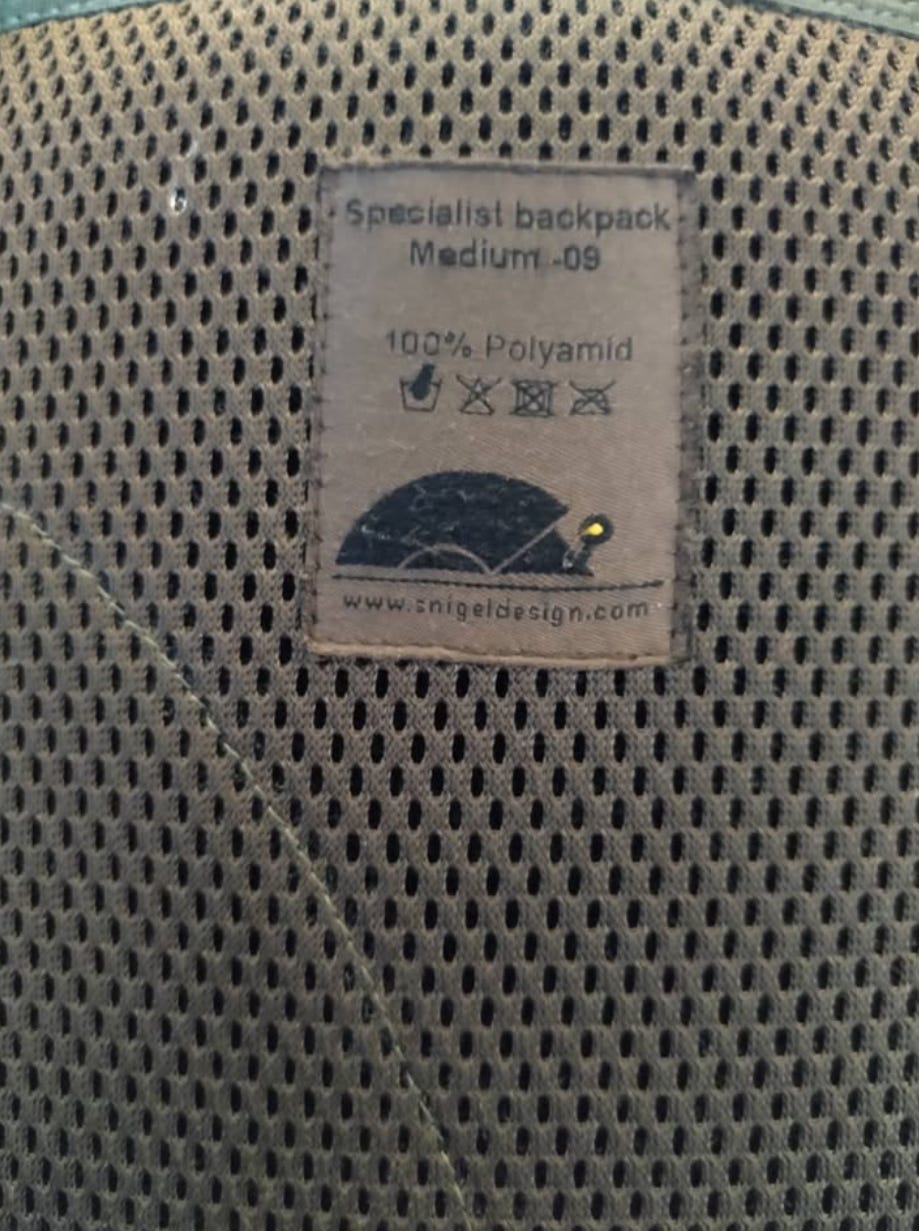 Specialist backpack
Medium -09
100% Polyamid
www.snigeldesign.com